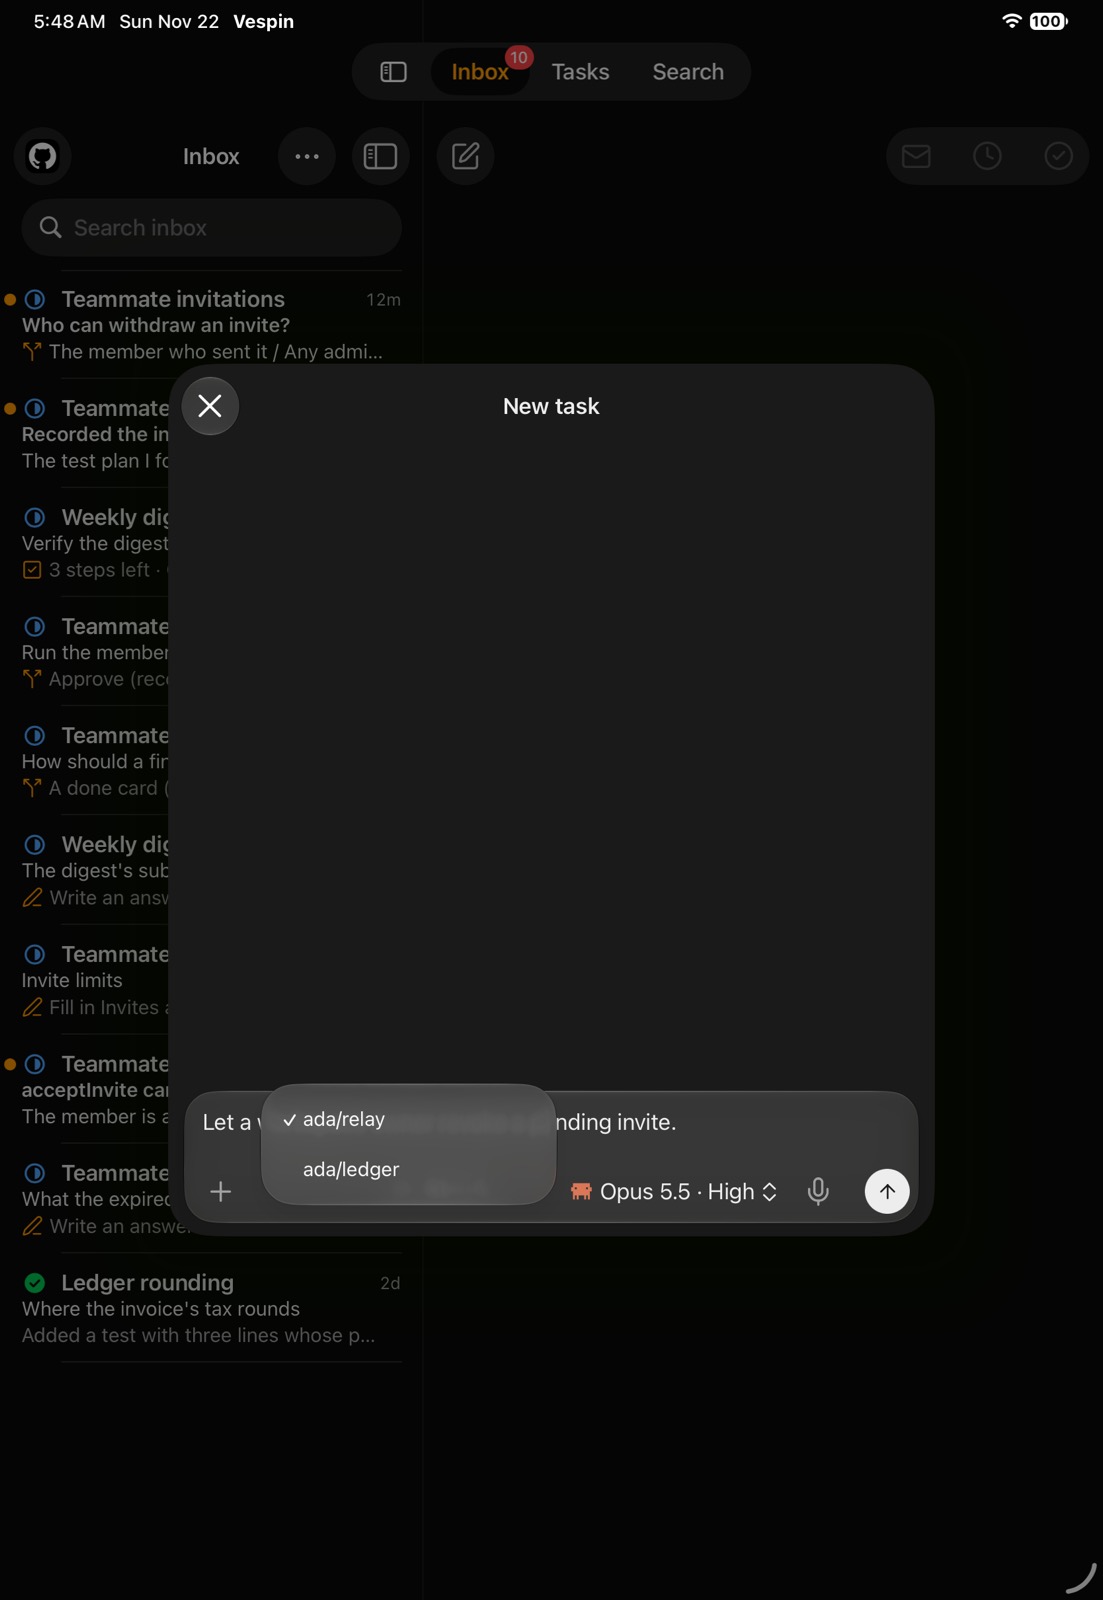 5:48 AM Sun Nov 22 Vespin
100
Inbox 10 Tasks Search
Inbox
Search inbox
Teammate invitations 12m
Who can withdraw an invite?
The member who sent it / Any admi...
Teammate
Recorded the in
The test plan I fo
Weekly dig
Verify the digest
3 steps left ·
Teammate
Run the member
Approve (reco
Teammate
How should a fin
A done card (
Weekly dig
The digest's sub
Write an answ
Teammate
Invite limits
Fill in Invites a
Teammate
acceptInvite car
The member is a
Teammate
What the expired
Write an answe.
Ledger rounding 2d
Where the invoice's tax rounds
Added a test with three lines whose p...
New task
Let a nding invite.
ada/relay
ada/ledger
Opus 5.5 · High